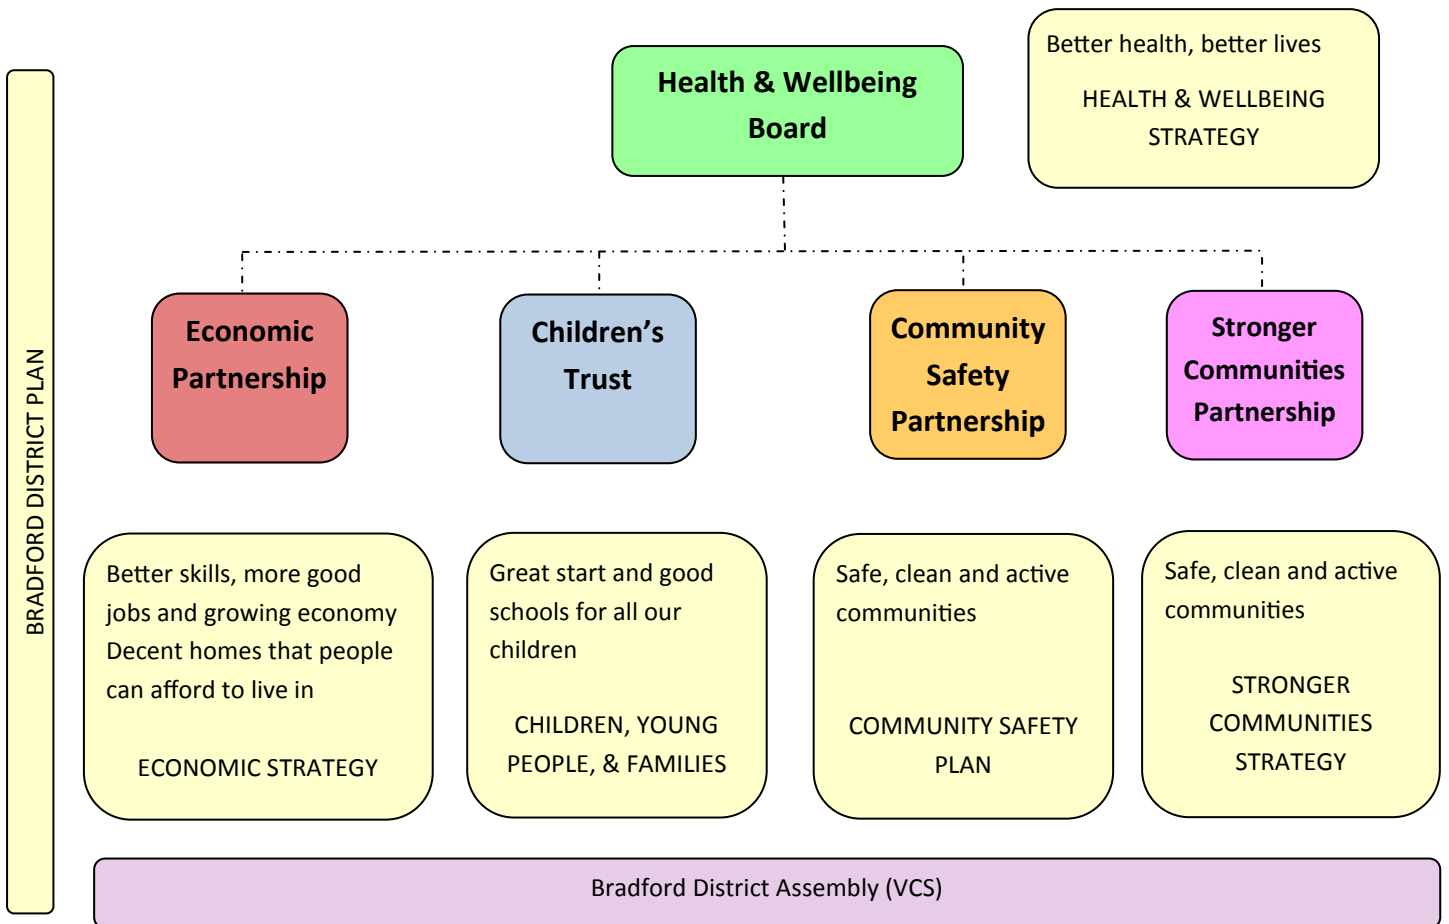 Better health, better lives
HEALTH & WELLBEING
STRATEGY
Health & Wellbeing
Board
BRADFORD DISTRICT PLAN
Economic
Partnership
Children’s
Trust
Community
Safety
Partnership
Stronger
Communities
Partnership
Better skills, more good
jobs and growing economy
Decent homes that people
can afford to live in
ECONOMIC STRATEGY
Great start and good
schools for all our
children
CHILDREN, YOUNG
PEOPLE, & FAMILIES
Safe, clean and active
communities
COMMUNITY SAFETY
PLAN
Safe, clean and active
communities
STRONGER
COMMUNITIES
STRATEGY
Bradford District Assembly (VCS)